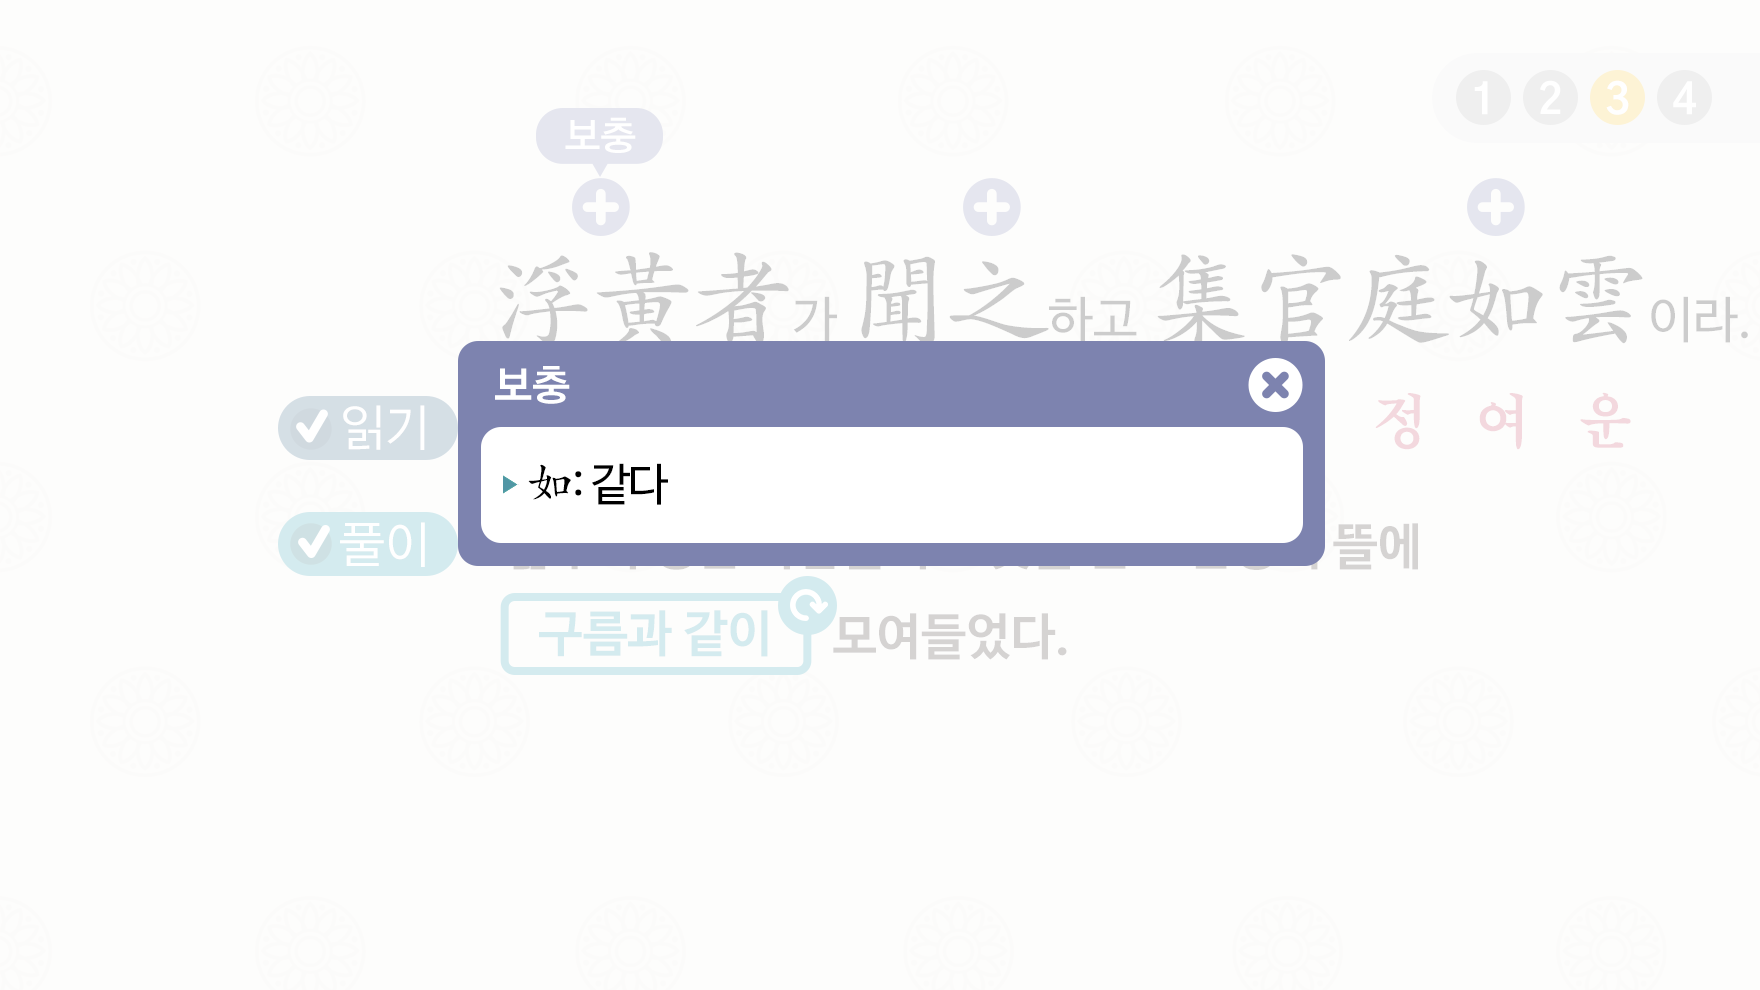 1 2 3 4
보충
浮黃者가 聞之하고 集官庭如雲이라.
보충
如: 같다
읽기
정 여 운
풀이
뜰에
구름과 같이 모여들었다.